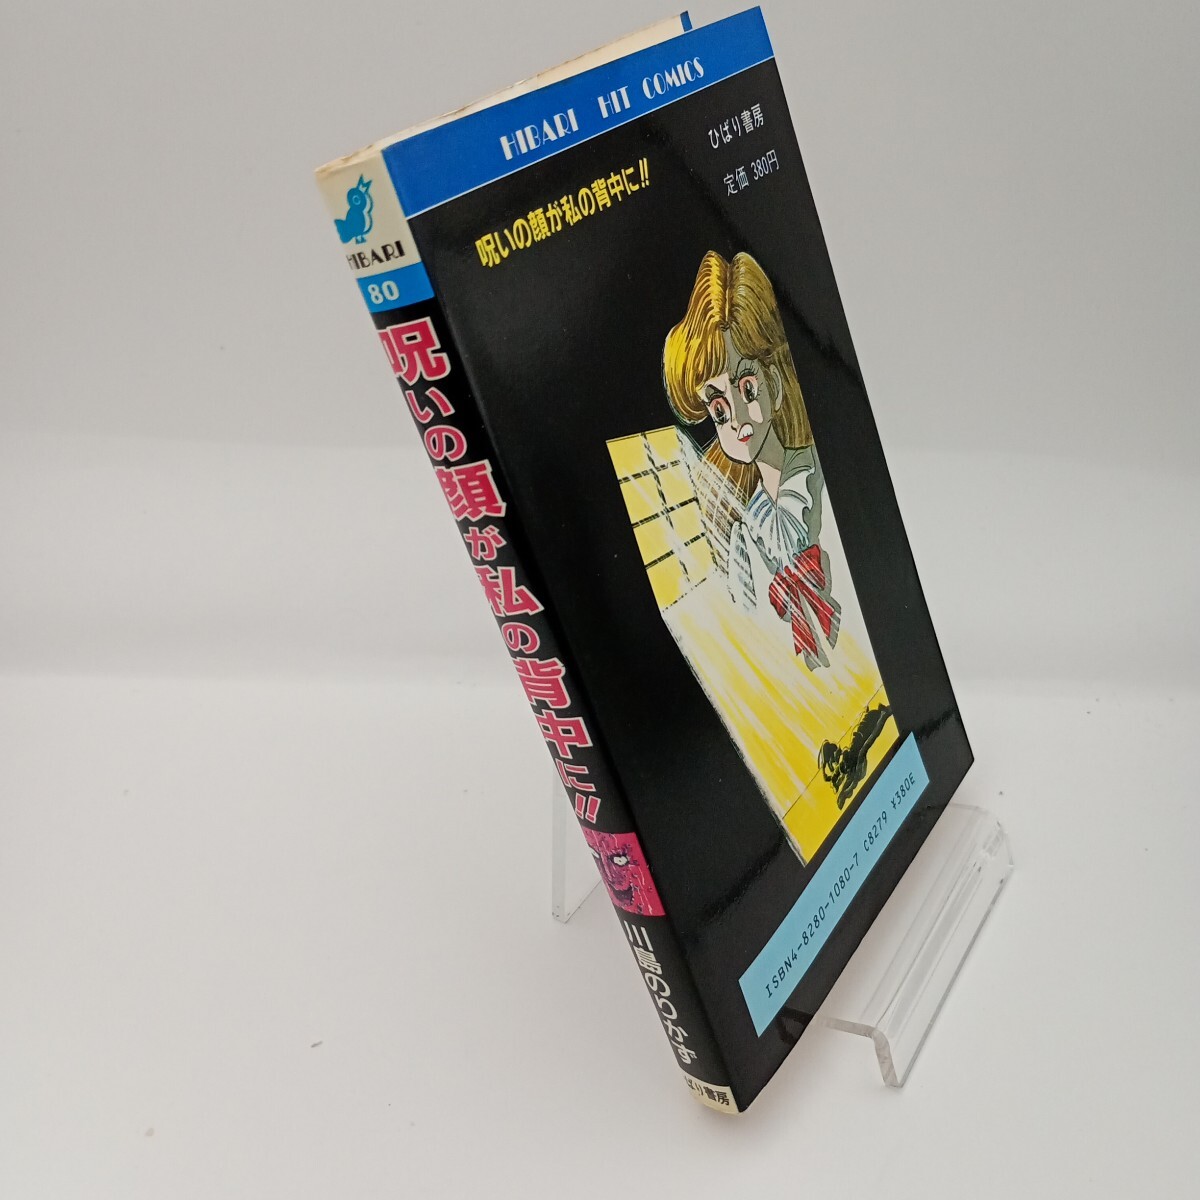 HIBARI
80
呪いの顔が私の背中に!!
川島のりかず
ばり書房
HIBARI HIT COMICS
ひばり書房
定価 380円
呪いの顔が私の背中に!!
ISBN4-8280-1080-7 C8279 ¥380E